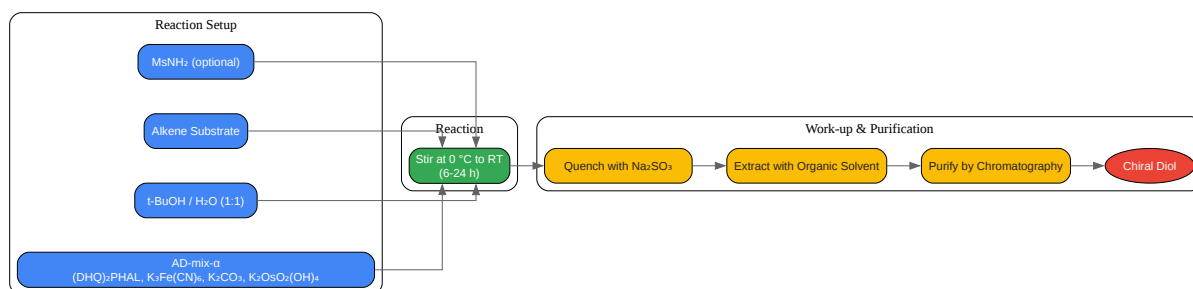 Reaction Setup
MsNH₂ (optional)
Alkene Substrate
t-BuOH / H₂O (1:1)
AD-mix-α
(DHQ)₂PHAL, K₃Fe(CN)₆, K₂CO₃, K₂OsO₂(OH)₄
Reaction
Stir at 0 °C to RT
(6-24 h)
Work-up & Purification
Quench with Na₂SO₃
Extract with Organic Solvent
Purify by Chromatography
Chiral Diol